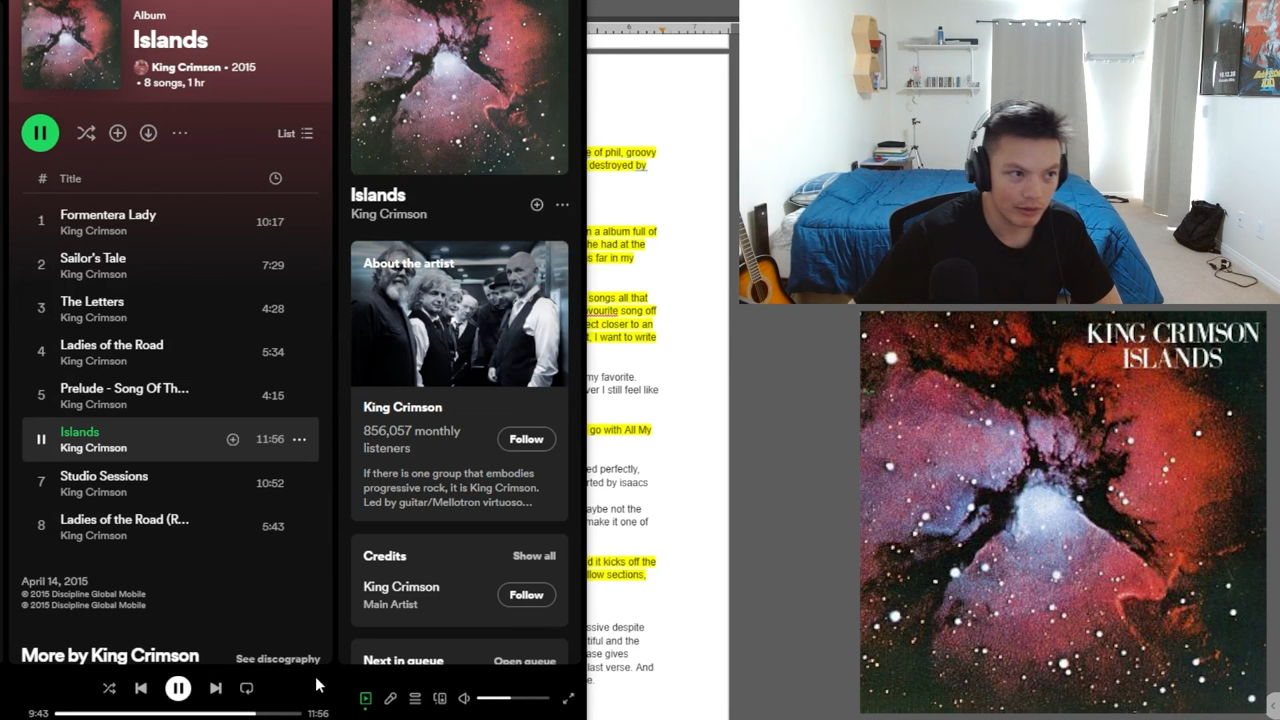 Album
Islands
King Crimson • 2015
• 8 songs, 1 hr
List
# Title
1 Formentera Lady 10:17
King Crimson
2 Sailor's Tale 7:29
King Crimson
3 The Letters 4:28
King Crimson
4 Ladies of the Road 5:34
King Crimson
5 Prelude - Song Of Th... 4:15
King Crimson
Islands 11:56
King Crimson
7 Studio Sessions 10:52
King Crimson
8 Ladies of the Road (R... 5:43
King Crimson
April 14, 2015
© 2015 Discipline Global Mobile
℗ 2015 Discipline Global Mobile
More by King Crimson
See discography
9:43
11:56
Islands
King Crimson
About the artist
King Crimson
856,057 monthly
listeners
Follow
If there is one group that embodies
progressive rock, it is King Crimson.
Led by guitar/Mellotron virtuoso...
Credits
Show all
King Crimson
Main Artist
Follow
Next in queue
Open queue
6 7
e of phil, groovy
destroyed by
n a album full of
he had at the
s far in my
songs all that
vourite song off
ect closer to an
t, I want to write
my favorite.
ver I still feel like
go with All My
ed perfectly,
rted by isaacs
aybe not the
make it one of
d it kicks off the
llow sections,
ssive despite
tiful and the
ase gives
last verse. And
e.
KING CRIMSON
ISLANDS